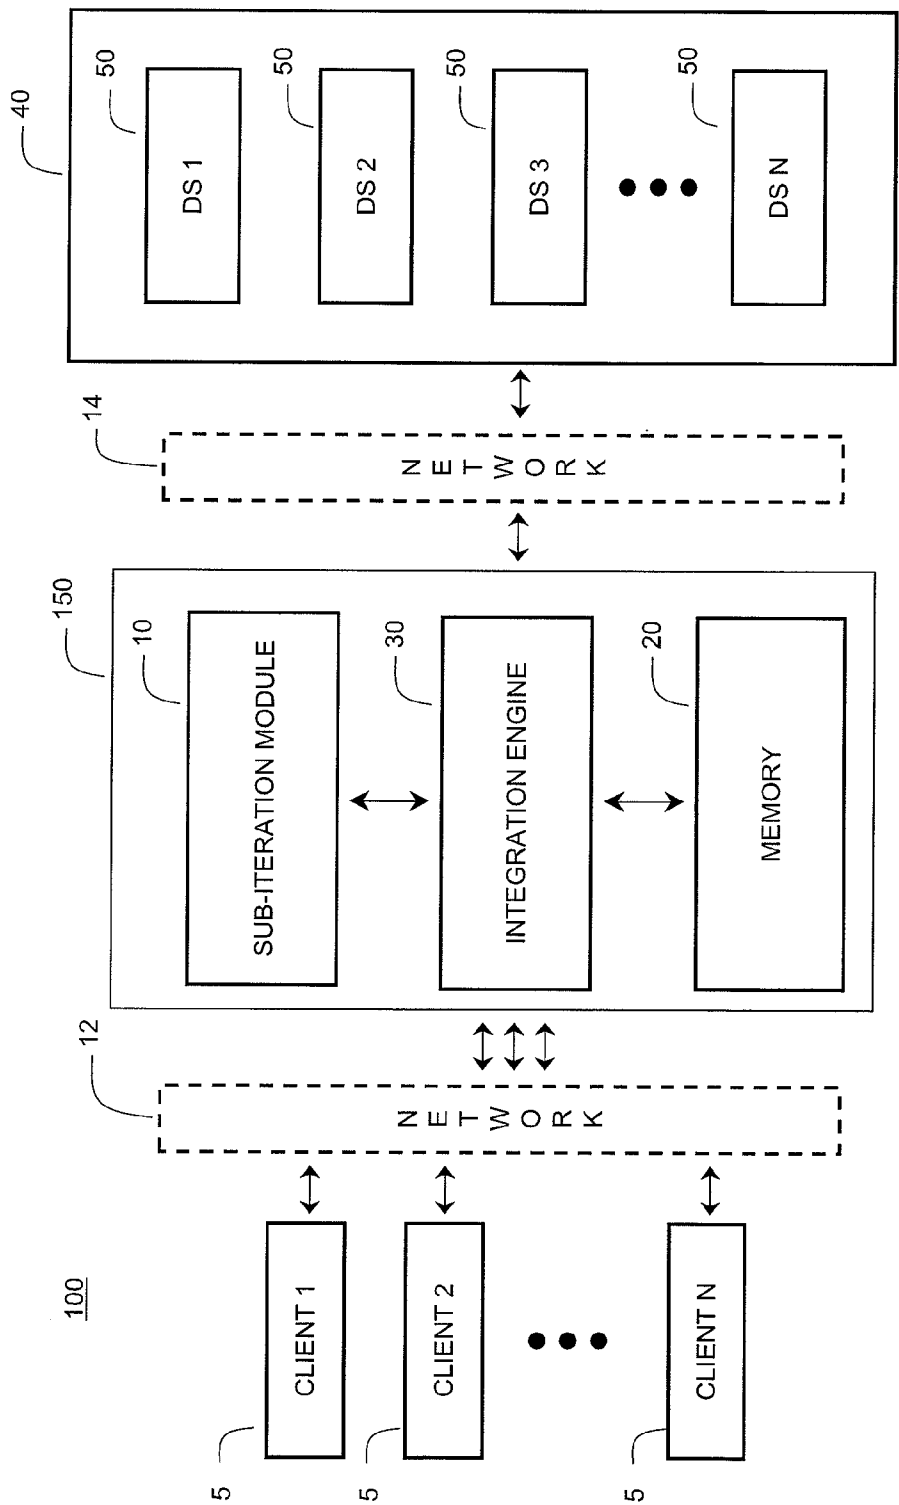 100
5
CLIENT 1
5
CLIENT 2
5
CLIENT N
12
NETWORK
150
10
SUB-ITERATION MODULE
30
INTEGRATION ENGINE
20
MEMORY
14
NETWORK
40
50
DS 1
50
DS 2
50
DS 3
50
DS N